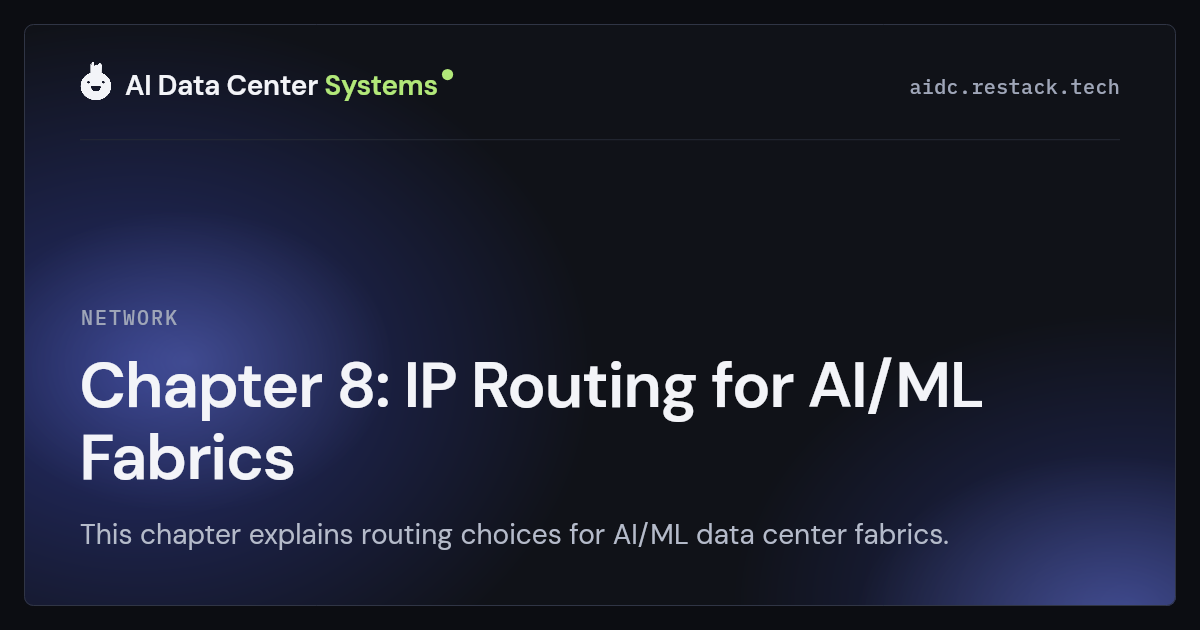 AI Data Center Systems
aidc.restack.tech
NETWORK
Chapter 8: IP Routing for AI/ML
Fabrics
This chapter explains routing choices for AI/ML data center fabrics.